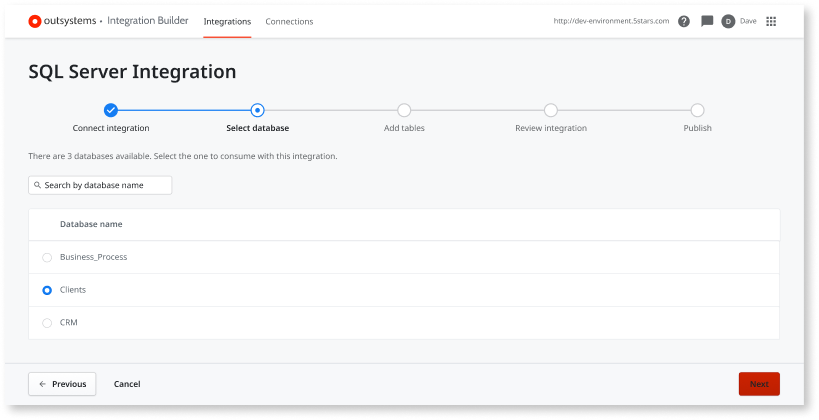 outsystems • Integration Builder Integrations Connections http://dev-environment.5stars.com ? D Dave
SQL Server Integration
Connect integration Select database Add tables Review integration Publish
There are 3 databases available. Select the one to consume with this integration.
Search by database name
Database name
Business_Process
Clients
CRM
← Previous Cancel Next